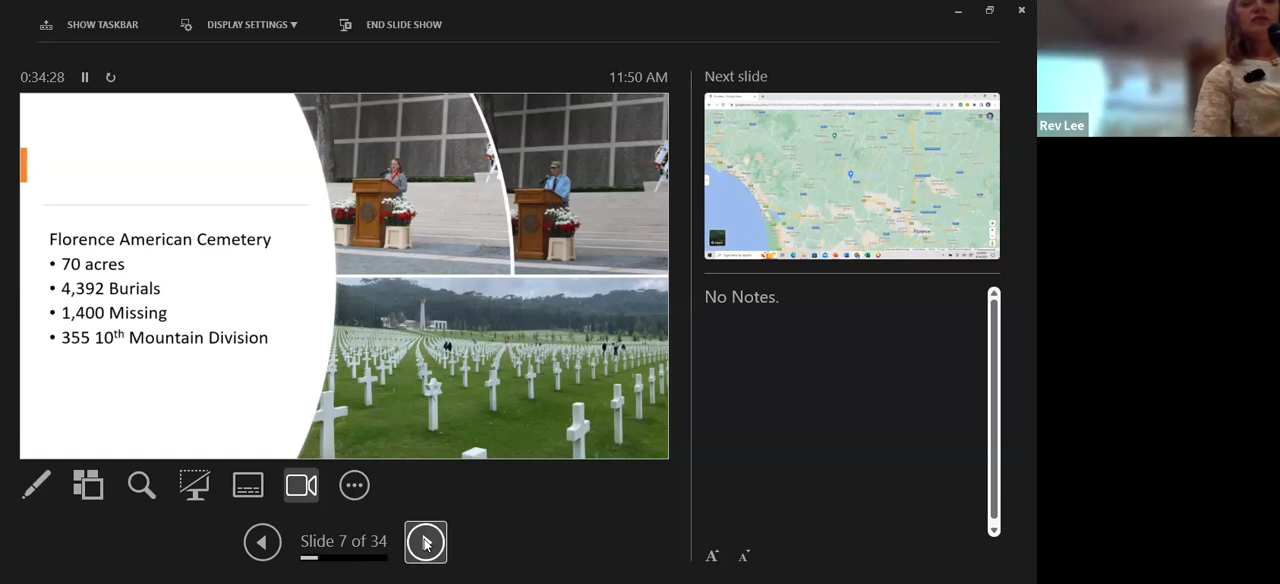 SHOW TASKBAR
DISPLAY SETTINGS ▼
END SLIDE SHOW
0:34:28
11:50 AM
Next slide
Rev Lee
Florence American Cemetery
• 70 acres
• 4,392 Burials
• 1,400 Missing
• 355 10th Mountain Division
Florence
No Notes.
Slide 7 of 34
A A